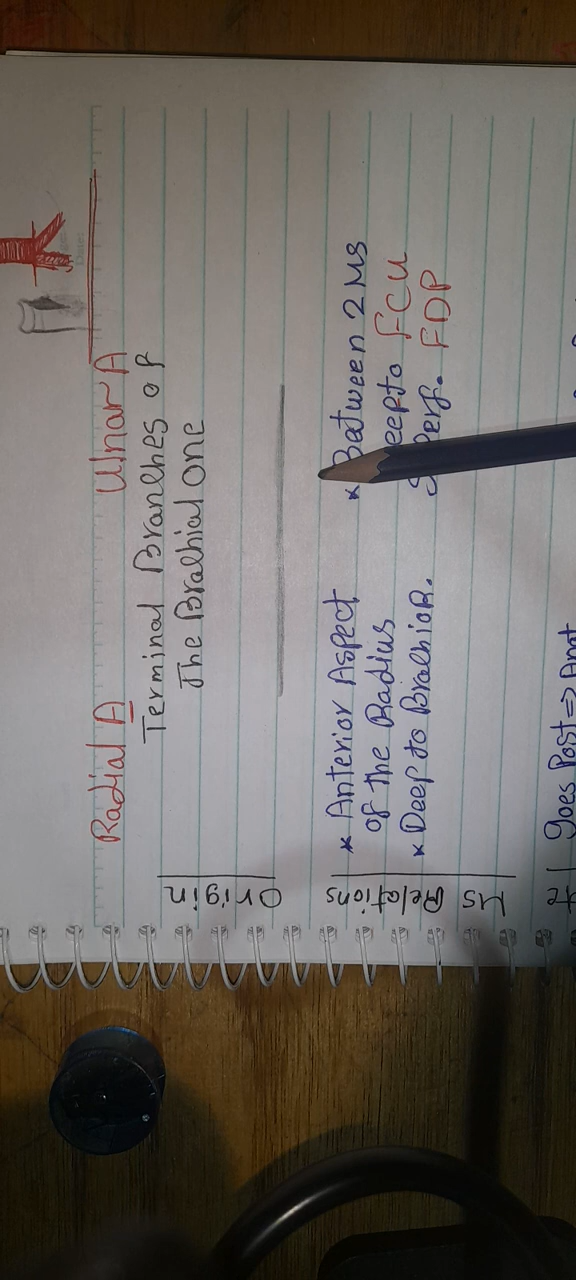 Radial A Ulnar A
Terminal Branches of
The Brachial one
Origin
* Anterior Aspect
of the Radius
* Deep to BrachioR.
* Between 2 Ms
eep to FCU
perf. FDP
Ms Relations
goes Post =>